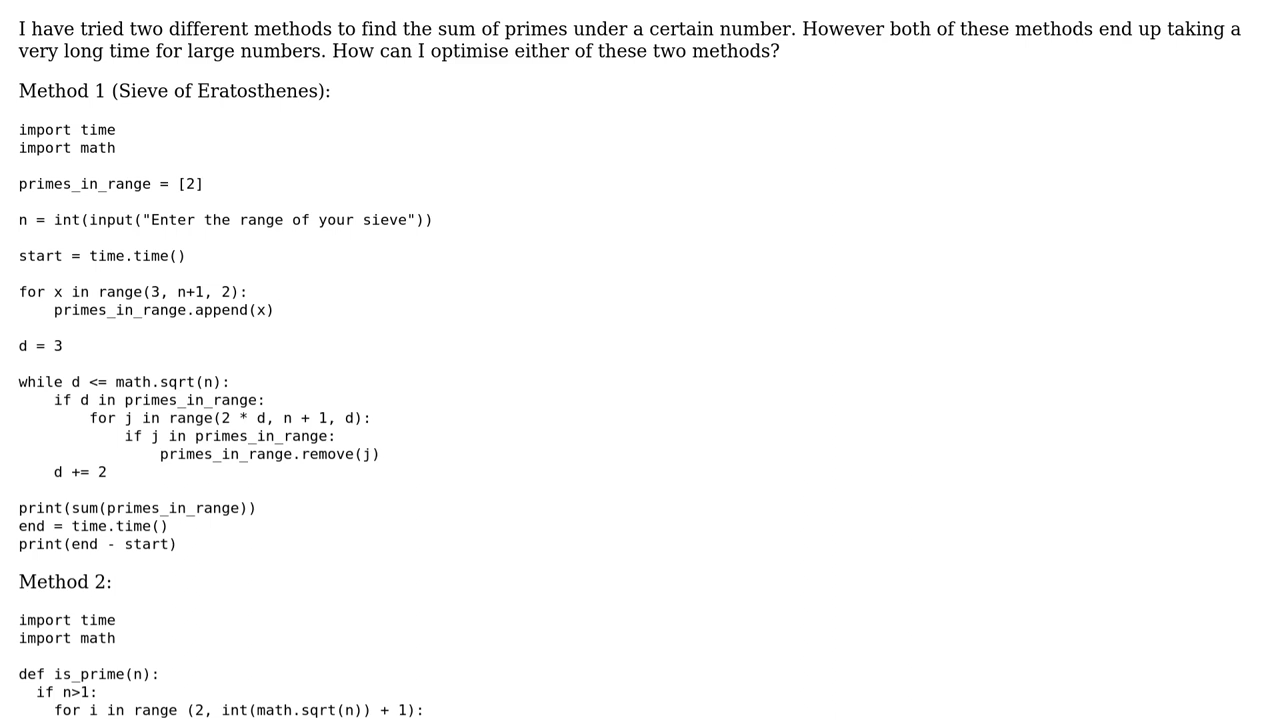 I have tried two different methods to find the sum of primes under a certain number. However both of these methods end up taking a
very long time for large numbers. How can I optimise either of these two methods?
Method 1 (Sieve of Eratosthenes):
import time
import math
primes_in_range = [2]
n = int(input("Enter the range of your sieve"))
start = time.time()
for x in range(3, n+1, 2):
    primes_in_range.append(x)
d = 3
while d <= math.sqrt(n):
    if d in primes_in_range:
        for j in range(2 * d, n + 1, d):
            if j in primes_in_range:
                primes_in_range.remove(j)
    d += 2
print(sum(primes_in_range))
end = time.time()
print(end - start)
Method 2:
import time
import math
def is_prime(n):
  if n>1:
    for i in range (2, int(math.sqrt(n)) + 1):